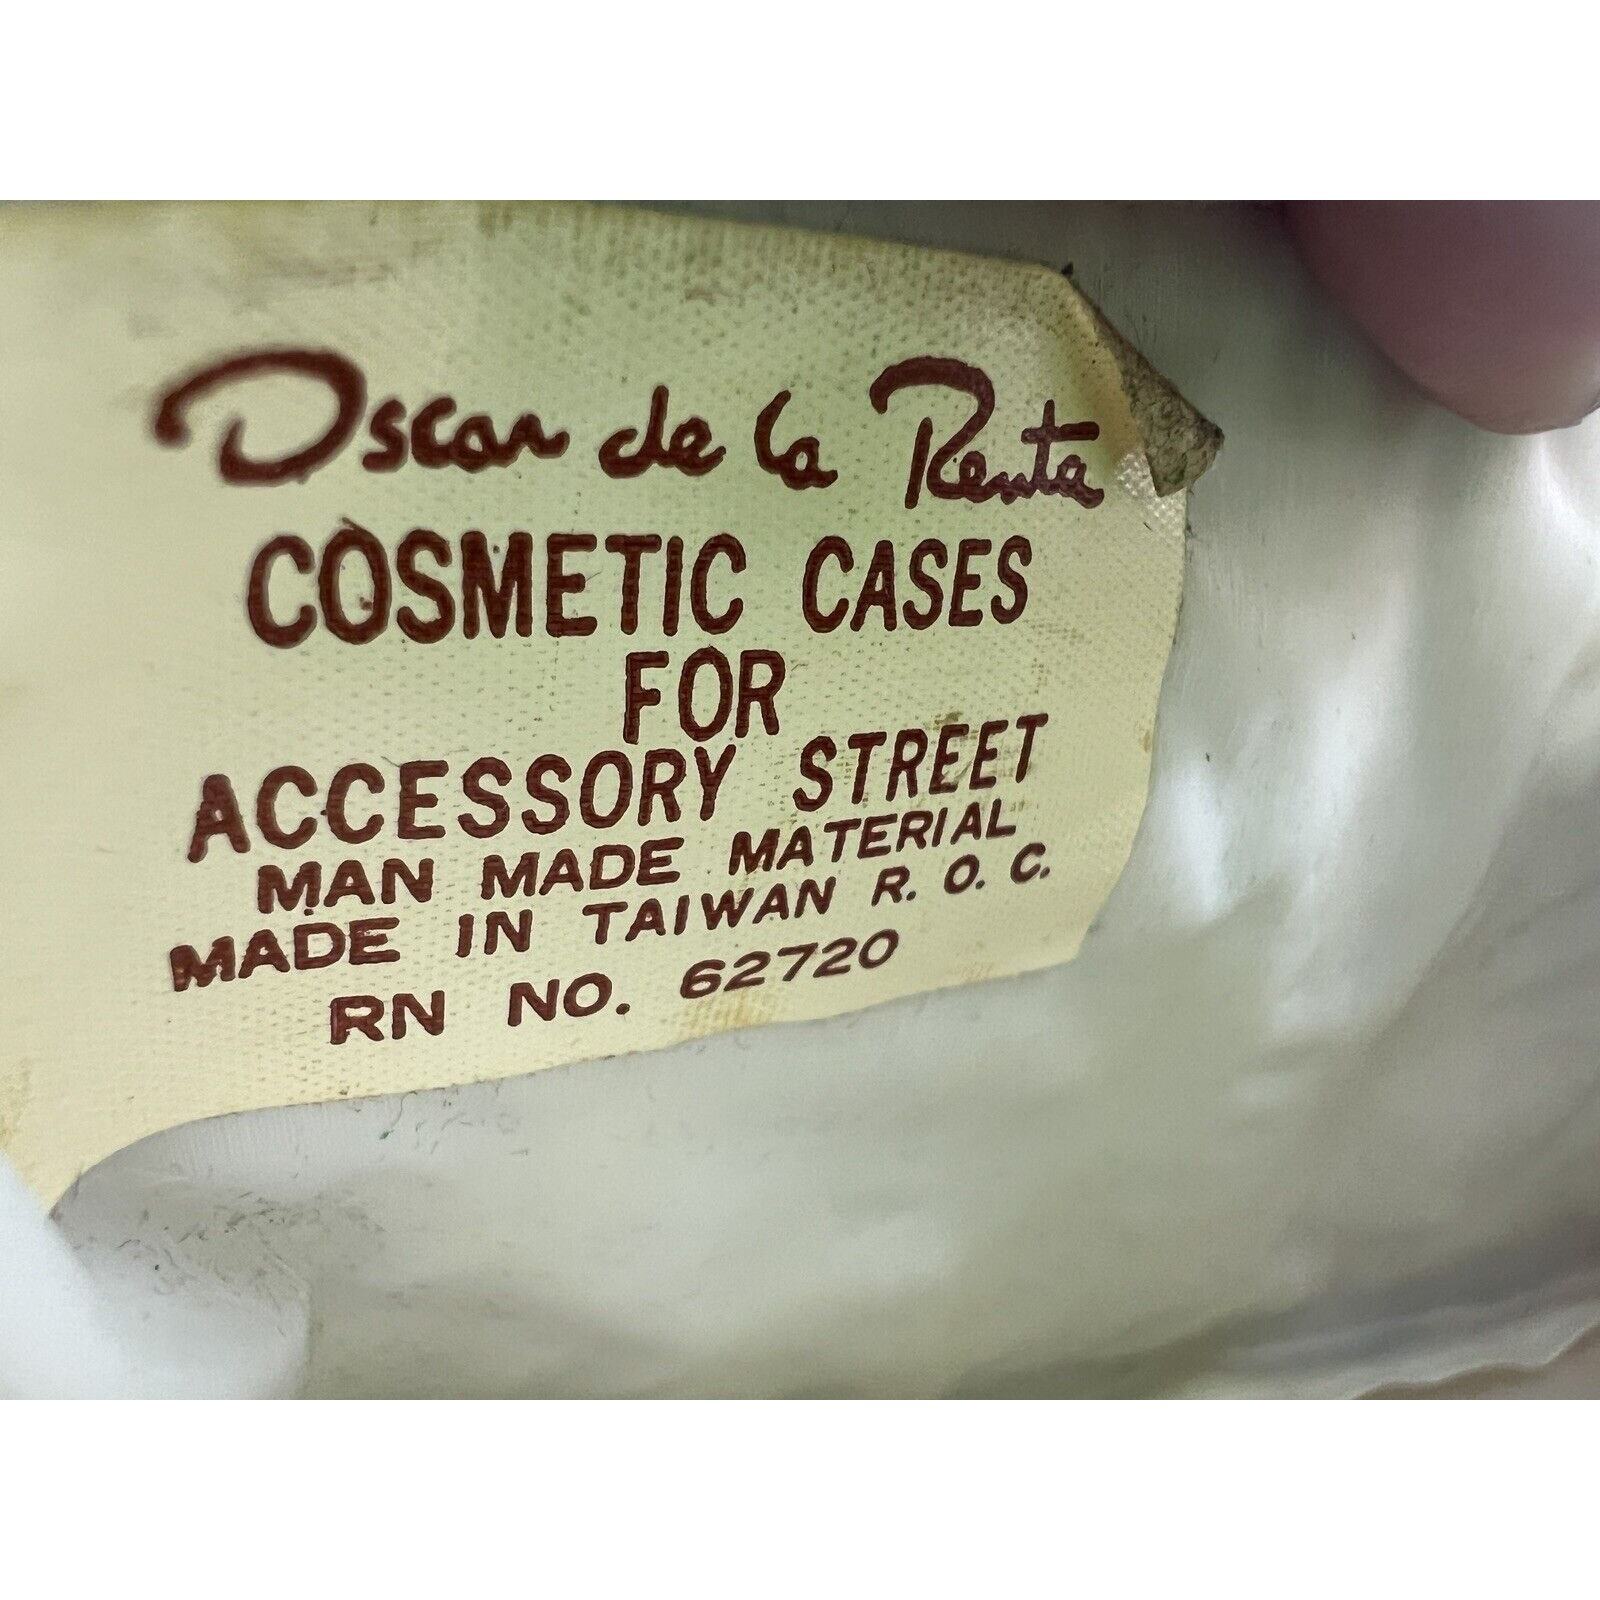 Oscar de la Renta
COSMETIC CASES
FOR
ACCESSORY STREET
MAN MADE MATERIAL
MADE IN TAIWAN R. O. C.
RN NO. 62720